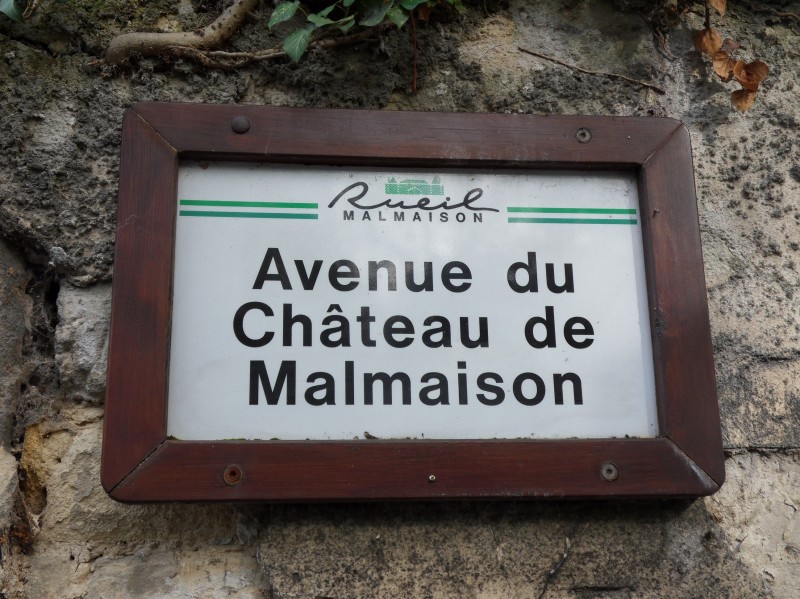 Rueil
MALMAISON
Avenue du
Château de
Malmaison